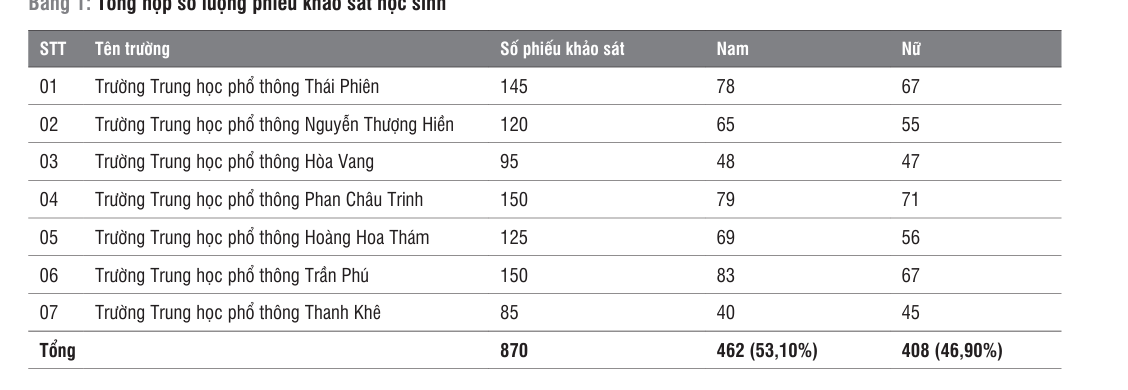 Bảng 1: Tổng hợp số lượng phiếu khảo sát học sinh
STT Tên trường Số phiếu khảo sát Nam Nữ
01 Trường Trung học phổ thông Thái Phiên 145 78 67
02 Trường Trung học phổ thông Nguyễn Thượng Hiền 120 65 55
03 Trường Trung học phổ thông Hòa Vang 95 48 47
04 Trường Trung học phổ thông Phan Châu Trinh 150 79 71
05 Trường Trung học phổ thông Hoàng Hoa Thám 125 69 56
06 Trường Trung học phổ thông Trần Phú 150 83 67
07 Trường Trung học phổ thông Thanh Khê 85 40 45
Tổng 870 462 (53,10%) 408 (46,90%)